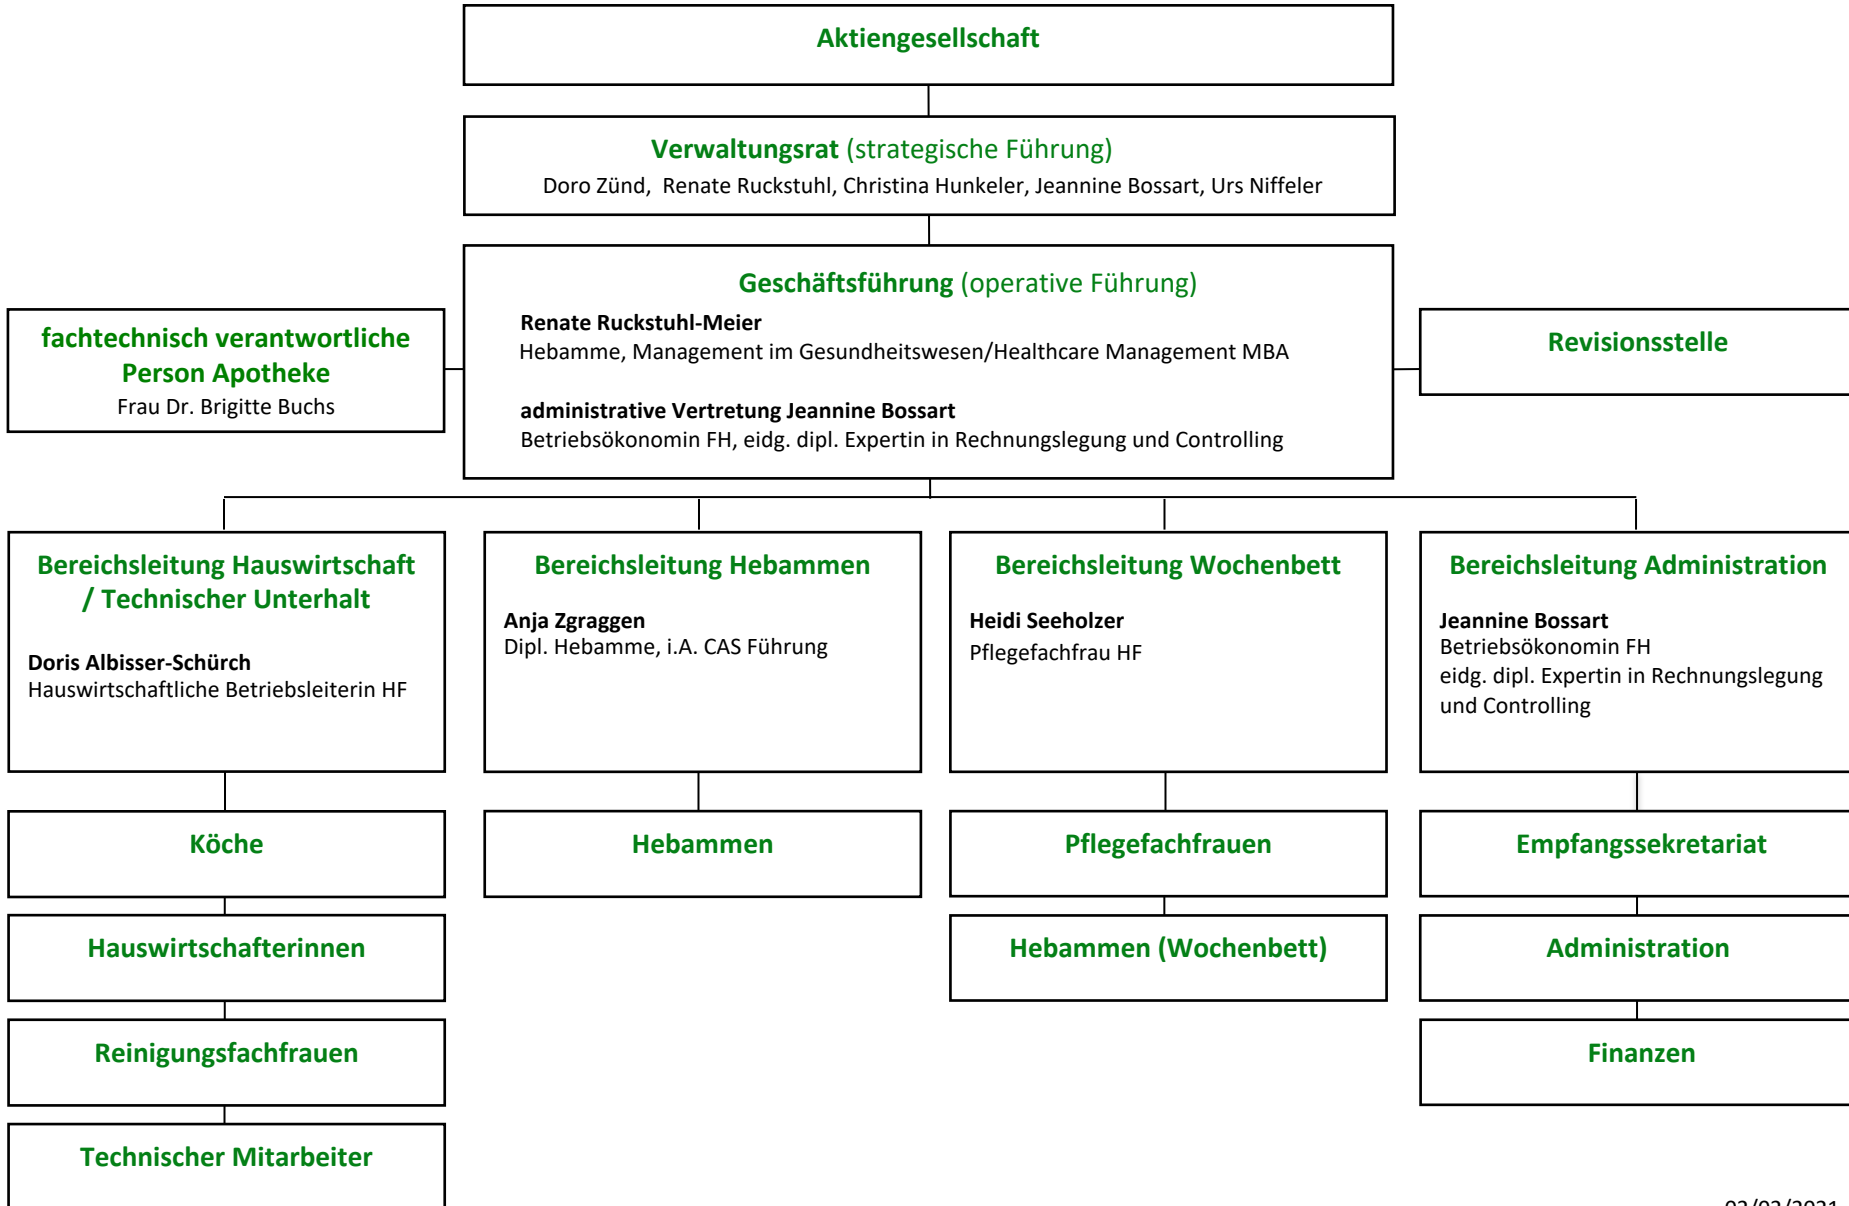 Aktiengesellschaft
Verwaltungsrat (strategische Führung)
Doro Zünd, Renate Ruckstuhl, Christina Hunkeler, Jeannine Bossart, Urs Niffeler
Geschäftsführung (operative Führung)
Renate Ruckstuhl-Meier
Hebamme, Management im Gesundheitswesen/Healthcare Management MBA
administrative Vertretung Jeannine Bossart
Betriebsökonomin FH, eidg. dipl. Expertin in Rechnungslegung und Controlling
fachtechnisch verantwortliche
Person Apotheke
Frau Dr. Brigitte Buchs
Revisionsstelle
Bereichsleitung Hauswirtschaft
/ Technischer Unterhalt
Doris Albisser-Schürch
Hauswirtschaftliche Betriebsleiterin HF
Bereichsleitung Hebammen
Anja Zgraggen
Dipl. Hebamme, i.A. CAS Führung
Bereichsleitung Wochenbett
Heidi Seeholzer
Pflegefachfrau HF
Bereichsleitung Administration
Jeannine Bossart
Betriebsökonomin FH
eidg. dipl. Expertin in Rechnungslegung
und Controlling
Köche
Hebammen
Pflegefachfrauen
Empfangssekretariat
Hauswirtschafterinnen
Hebammen (Wochenbett)
Administration
Reinigungsfachfrauen
Finanzen
Technischer Mitarbeiter